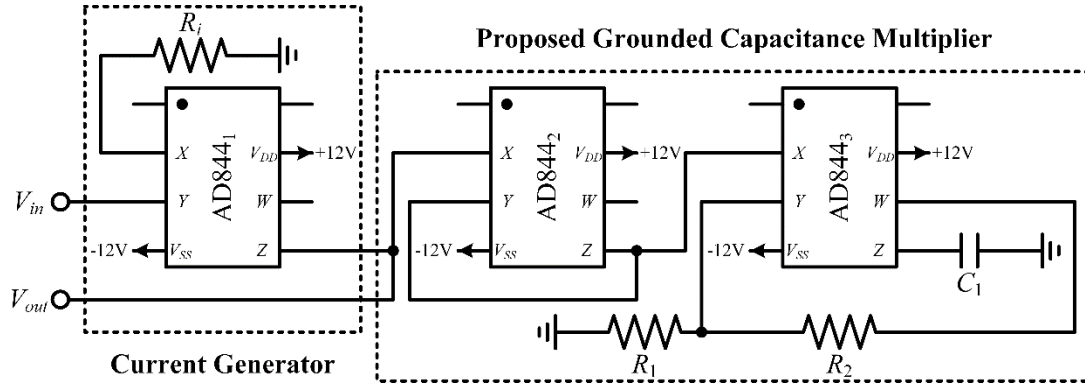 Proposed Grounded Capacitance Multiplier
Ri
AD8441
X
VDD
+12V
Y
W
-12V
VSS
Z
Vin
Vout
Current Generator
AD8442
X
VDD
+12V
Y
W
-12V
VSS
Z
AD8443
X
VDD
+12V
Y
W
-12V
VSS
Z
C1
R1
R2